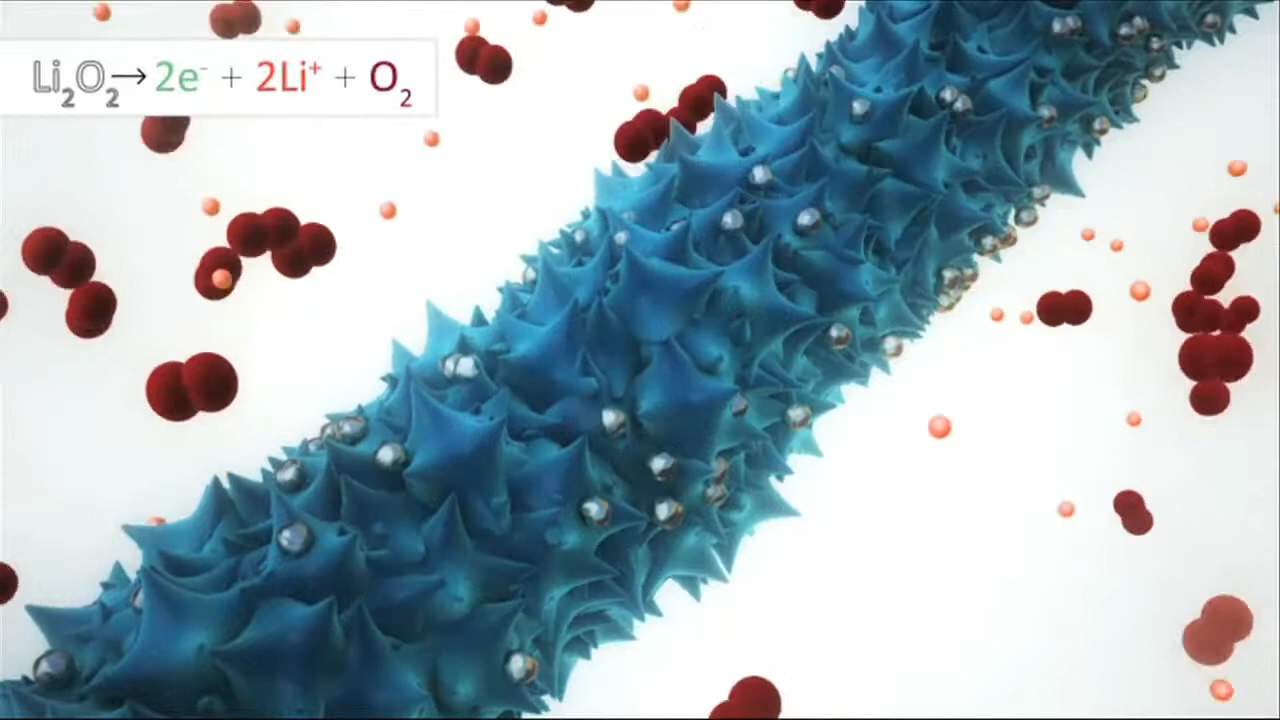 Li₂O₂→ 2e⁻ + 2Li⁺ + O₂